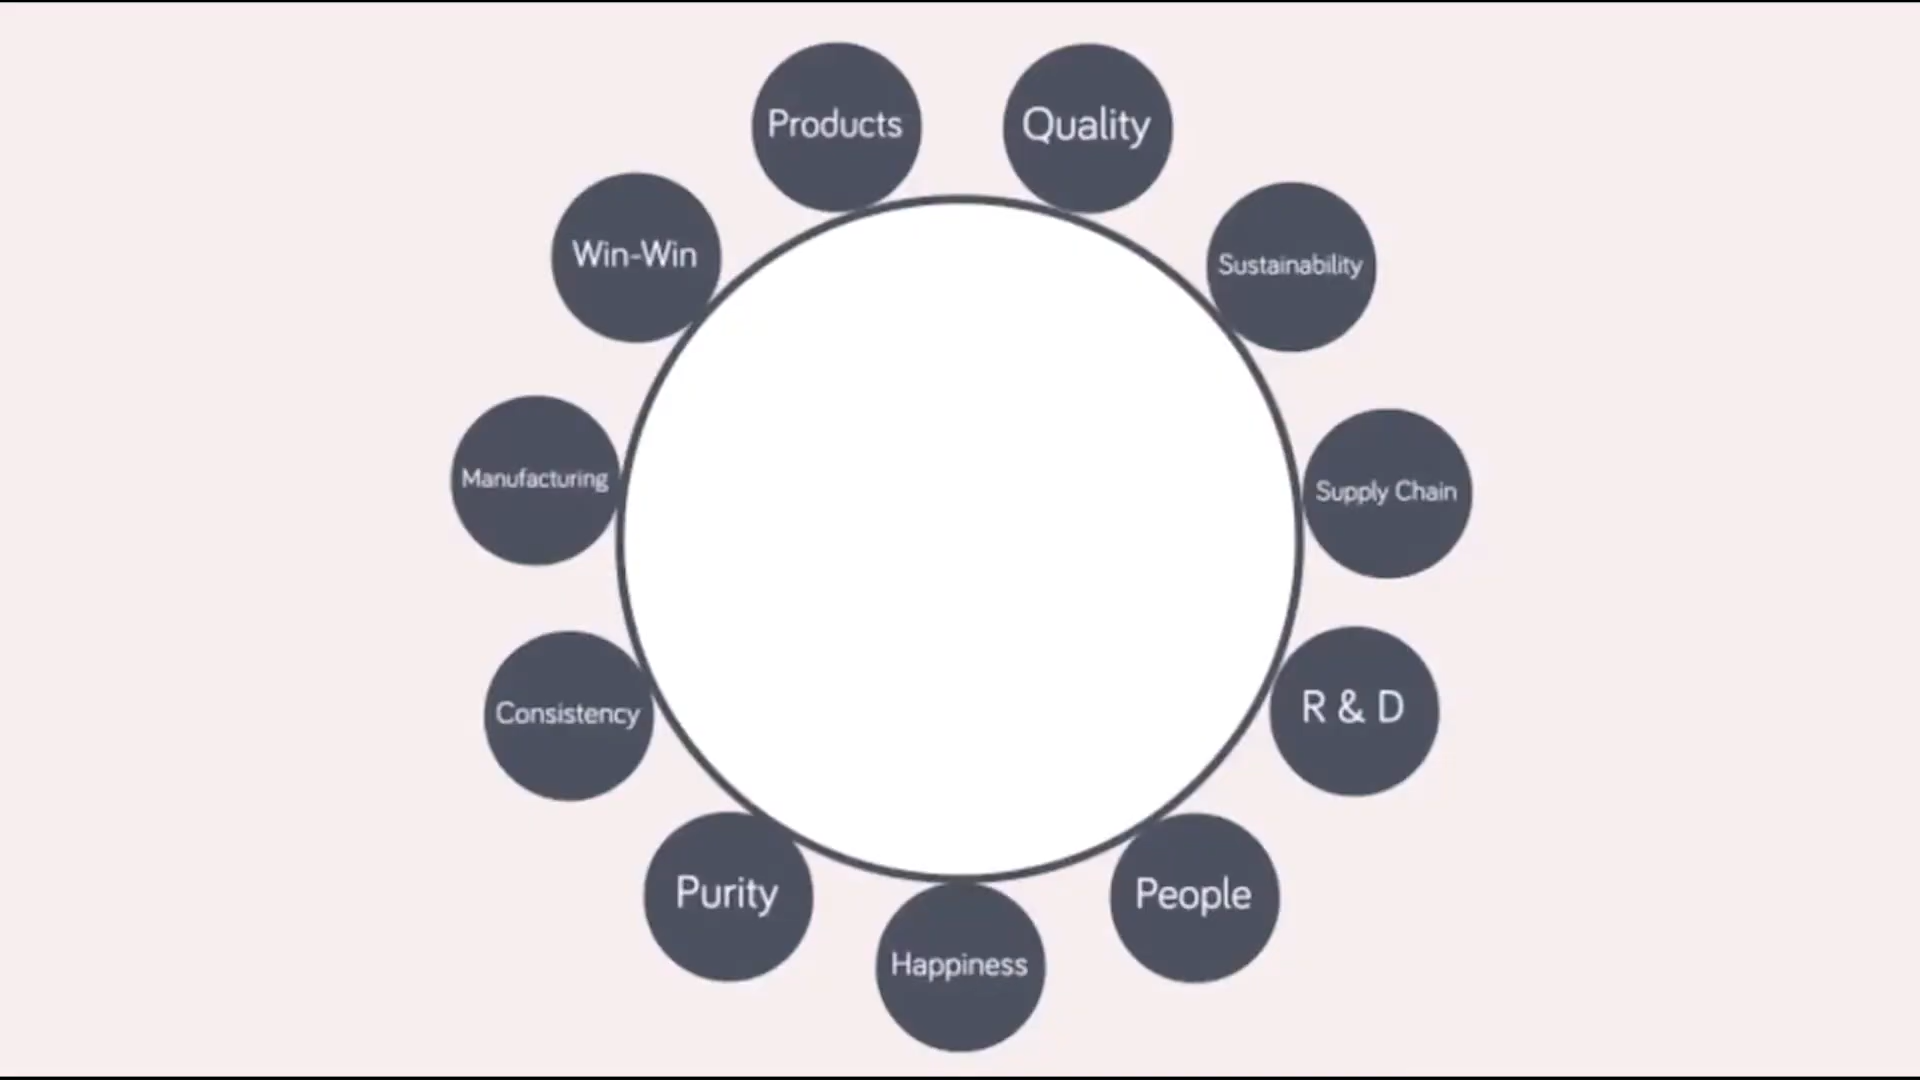 Products
Quality
Win-Win
Sustainability
Manufacturing
Supply Chain
Consistency
R & D
Purity
People
Happiness